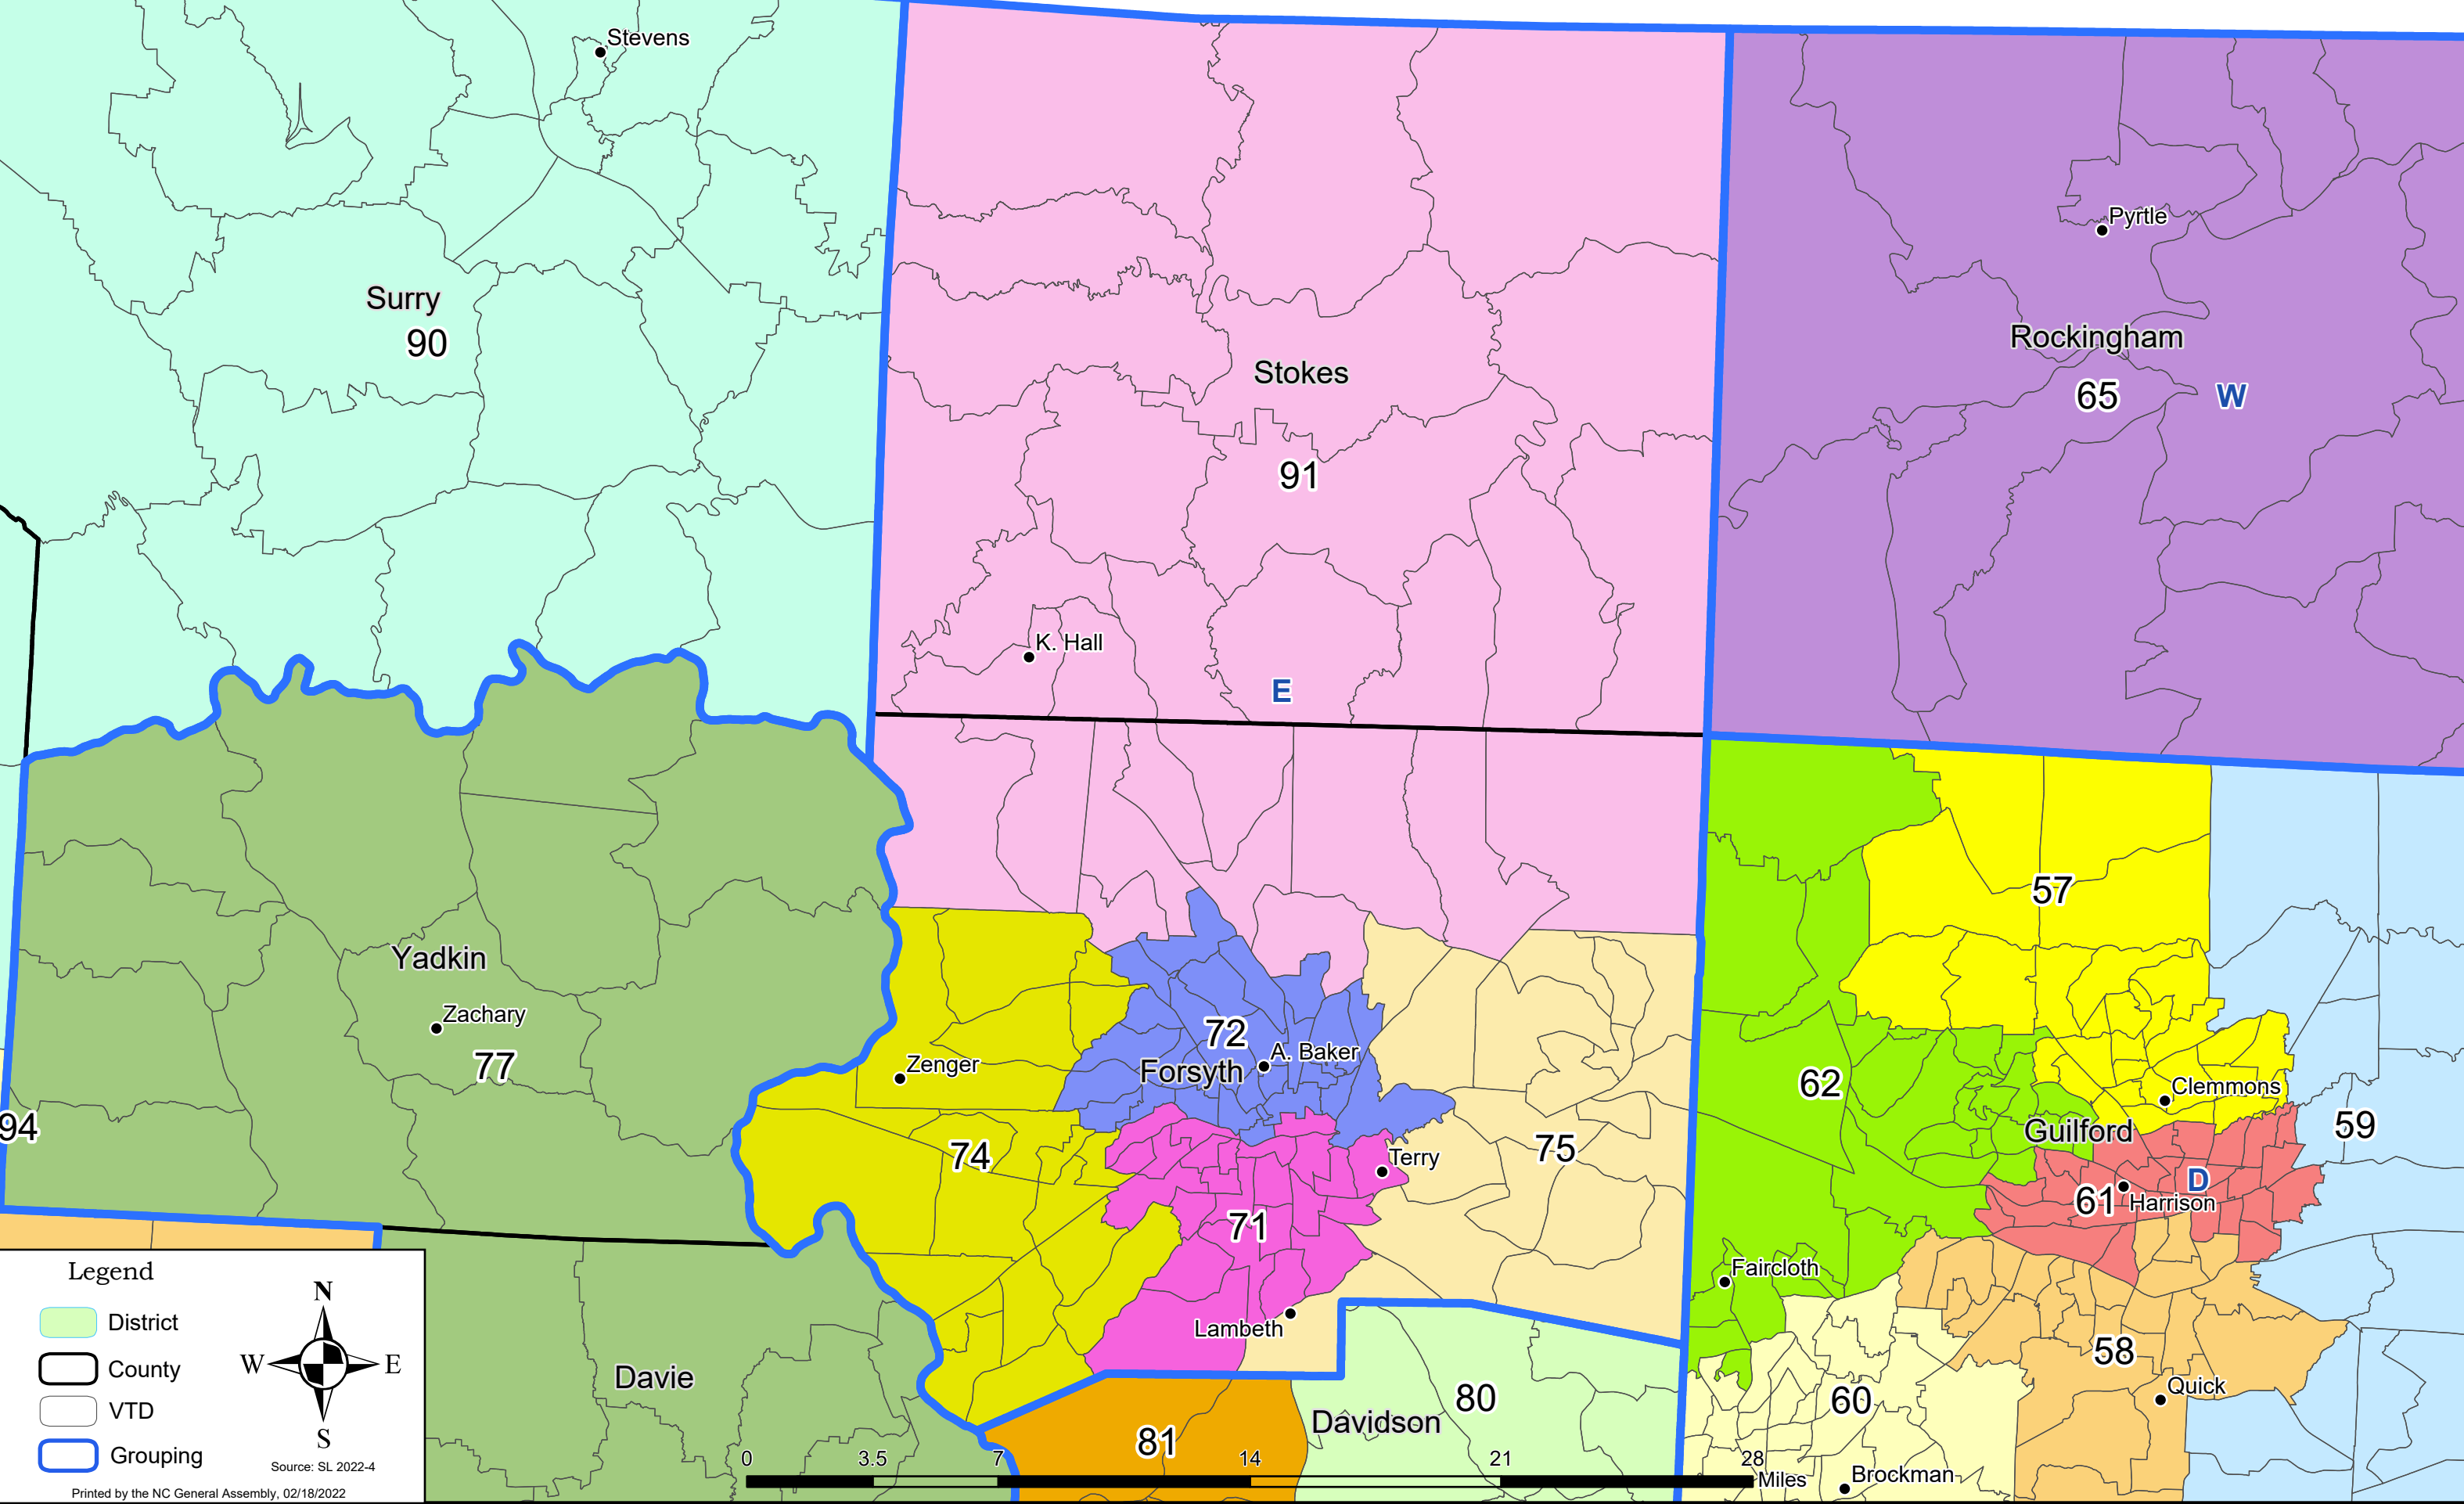 Stevens
Pyrtle
Surry
90
Rockingham
65
W
Stokes
91
K. Hall
E
57
Yadkin
Zachary
77
72
A. Baker
Forsyth
Zenger
62
Clemmons
59
Guilford
94
74
75
Terry
D
61
Harrison
71
Faircloth
Lambeth
58
Quick
Davie
80
60
Davidson
81
Brockman
Legend
District
County
VTD
Grouping
N
W
E
S
Source: SL 2022-4
Printed by the NC General Assembly, 02/18/2022
0 3.5 7 14 21 28
Miles